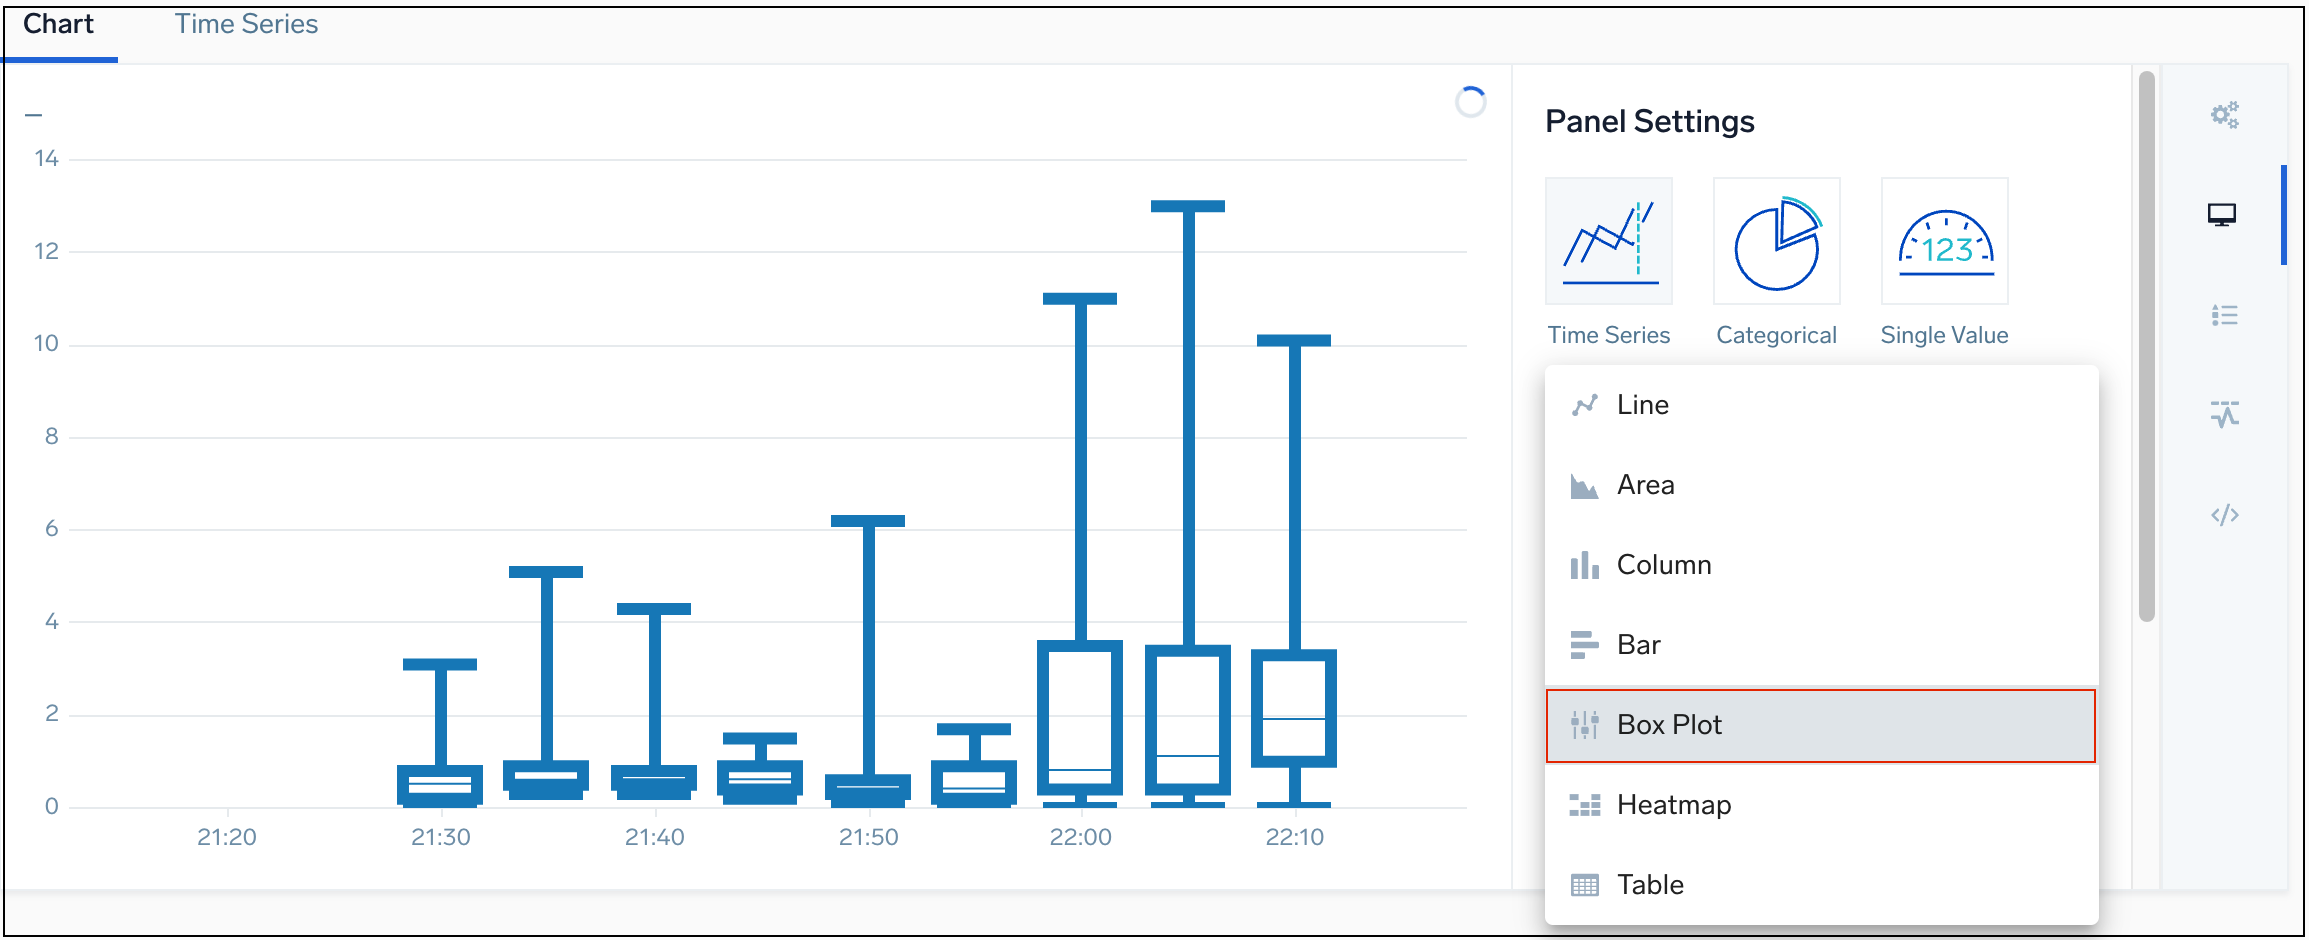 Chart
Time Series
14
12
10
8
6
4
2
0
21:20
21:30
21:40
21:50
22:00
22:10
Panel Settings
123
Time Series
Categorical
Single Value
Line
Area
Column
Bar
Box Plot
Heatmap
Table